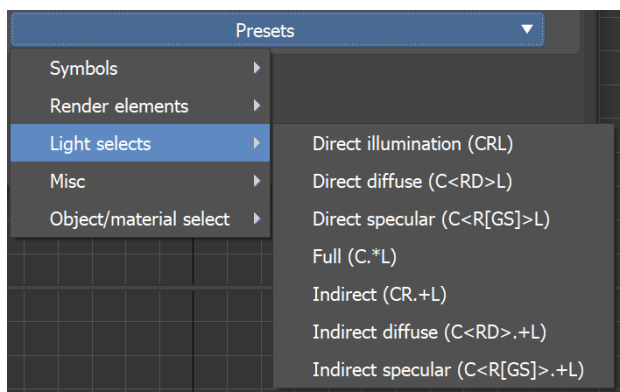 Presets
Symbols
Render elements
Light selects
Misc
Object/material select
Direct illumination (CRL)
Direct diffuse (C<RD>L)
Direct specular (C<R[GS]>L)
Full (C.*L)
Indirect (CR.+L)
Indirect diffuse (C<RD>.+L)
Indirect specular (C<R[GS]>.+L)